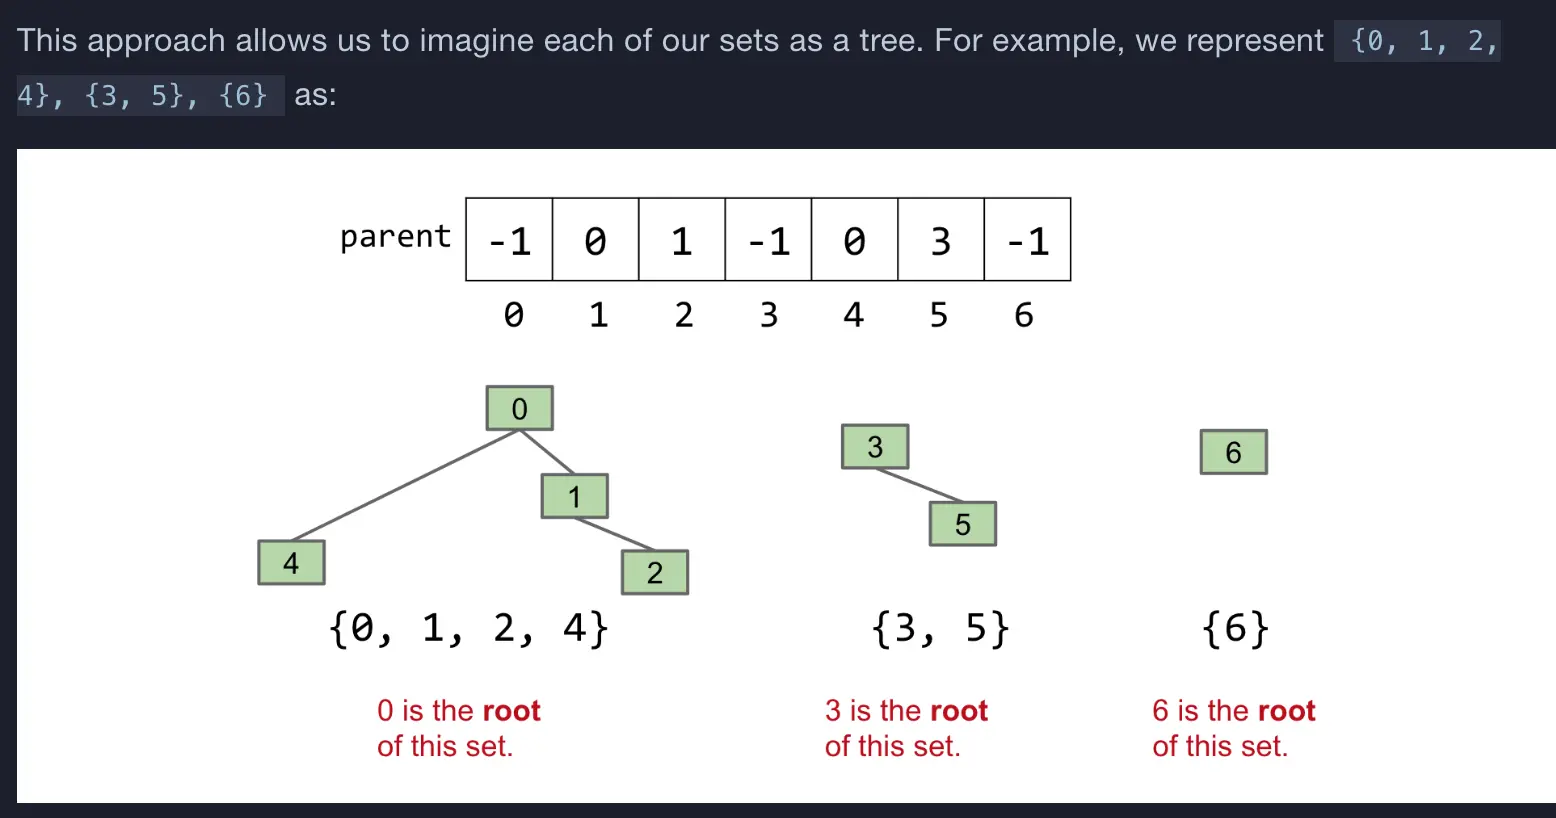 This approach allows us to imagine each of our sets as a tree. For example, we represent {0, 1, 2,
4}, {3, 5}, {6} as:
parent -1 0 1 -1 0 3 -1
0 1 2 3 4 5 6
0
3
6
1
5
4
2
{0, 1, 2, 4} {3, 5} {6}
0 is the root
of this set.
3 is the root
of this set.
6 is the root
of this set.